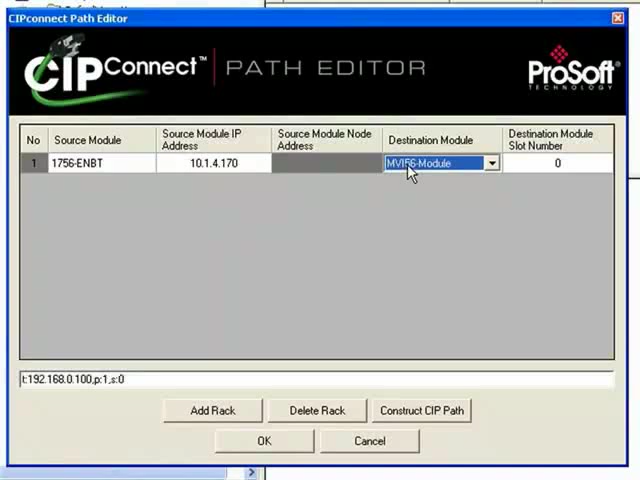 CIPconnect Path Editor
CIPConnect™ PATH EDITOR
ProSoft®
TECHNOLOGY
No Source Module Source Module IP Address Source Module Node Address Destination Module Destination Module Slot Number
1 1756-ENBT 10.1.4.170 MVI56-Module 0
t:192.168.0.100,p:1,s:0
Add Rack Delete Rack Construct CIP Path
OK Cancel